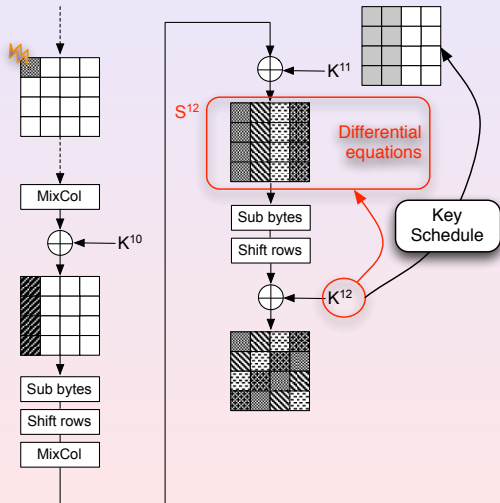 MixCol
K10
Sub bytes
Shift rows
MixCol
K11
S12
Differential
equations
Sub bytes
Shift rows
K12
Key
Schedule